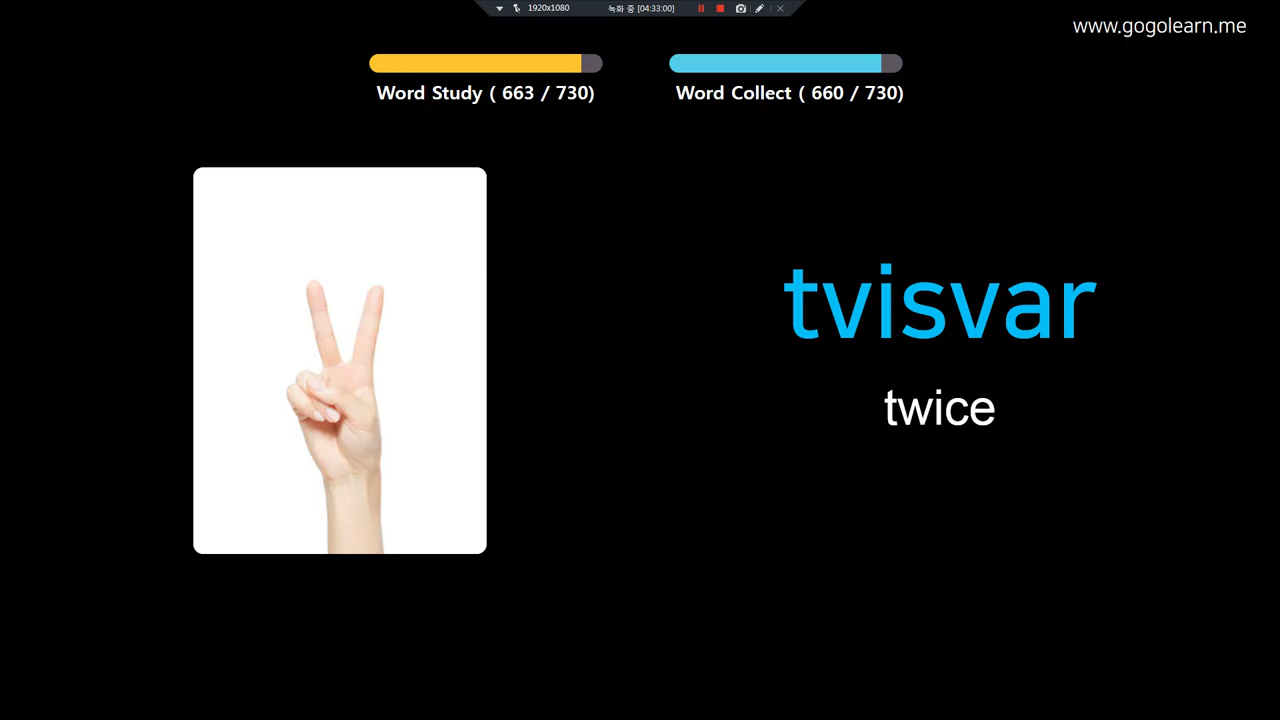 1920x1080 녹화 중 [04:33:00]
www.gogolearn.me
Word Study ( 663 / 730)
Word Collect ( 660 / 730)
tvisvar
twice